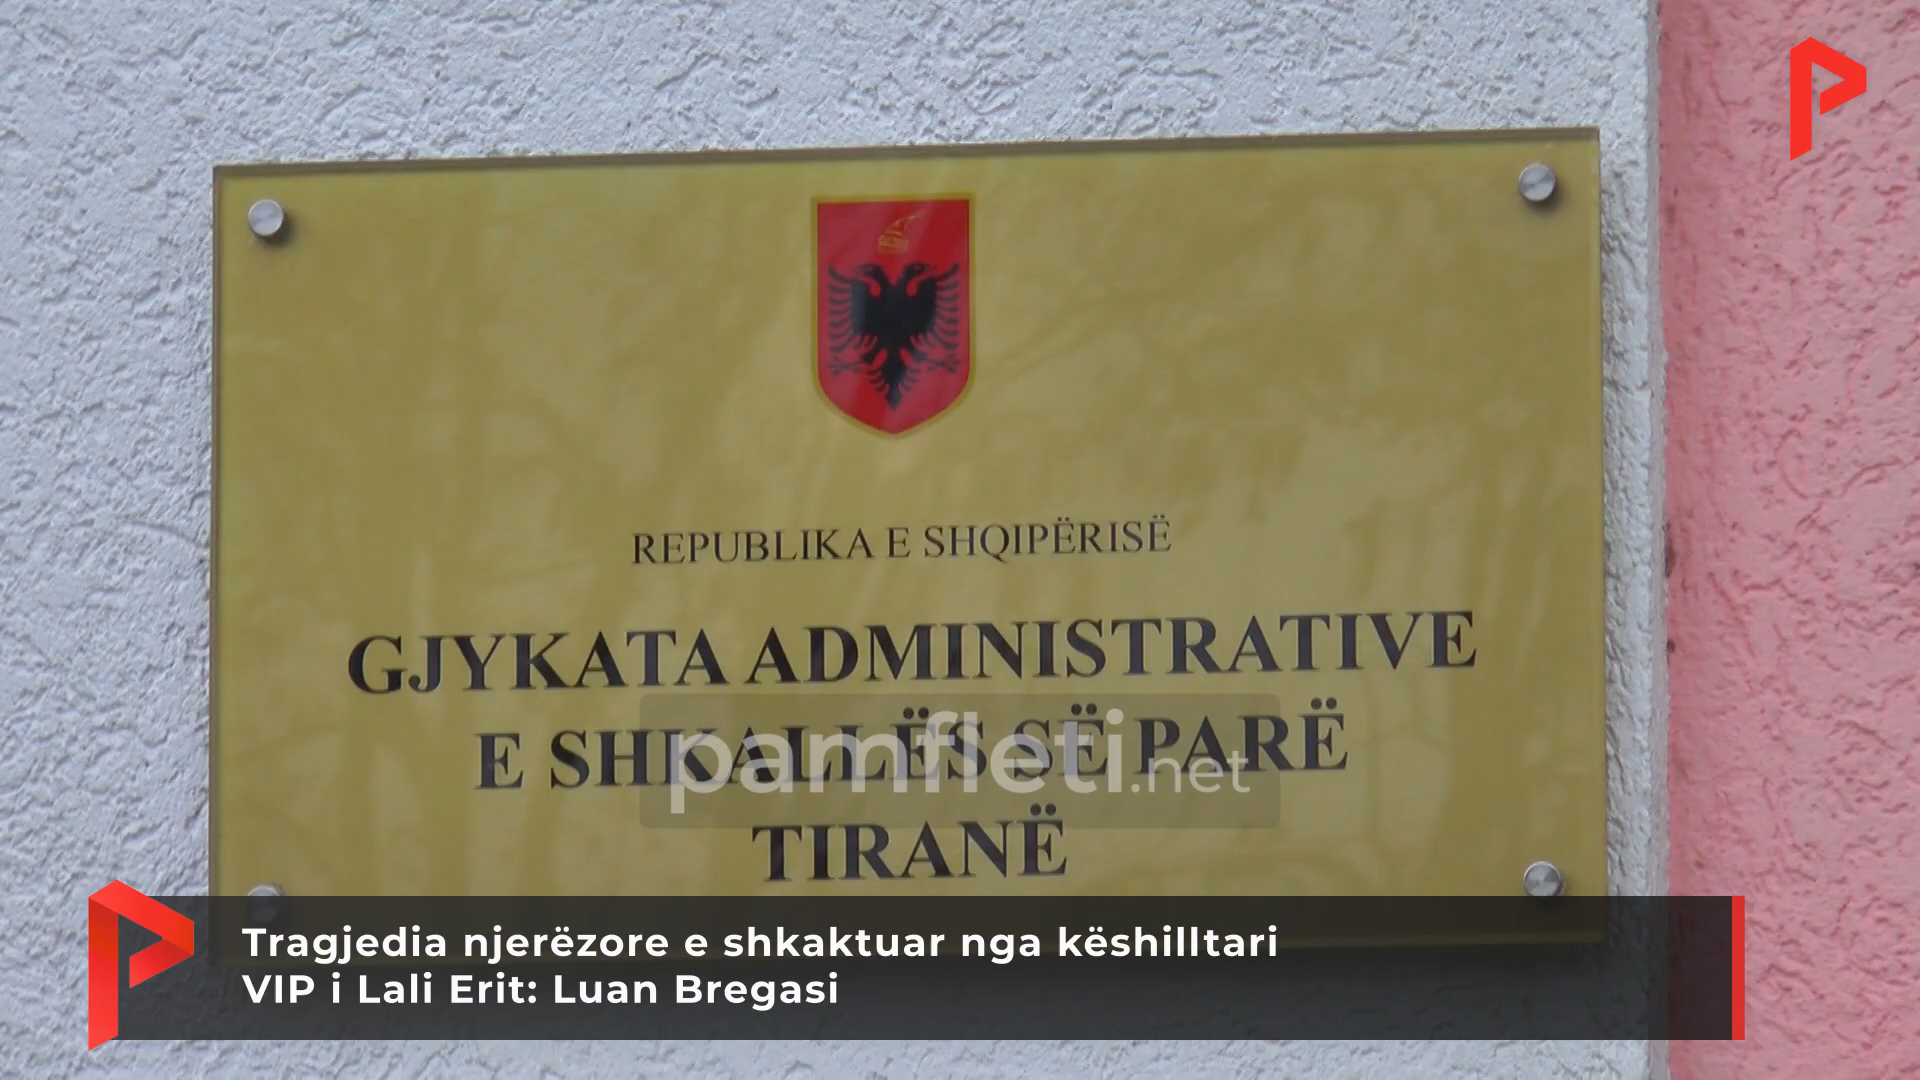 REPUBLIKA E SHQIPËRISË
GJYKATA ADMINISTRATIVE
E SHKALLËS SË PARË
pamfleti.net
TIRANË
Tragjedia njerëzore e shkaktuar nga këshilltari
VIP i Lali Erit: Luan Bregasi